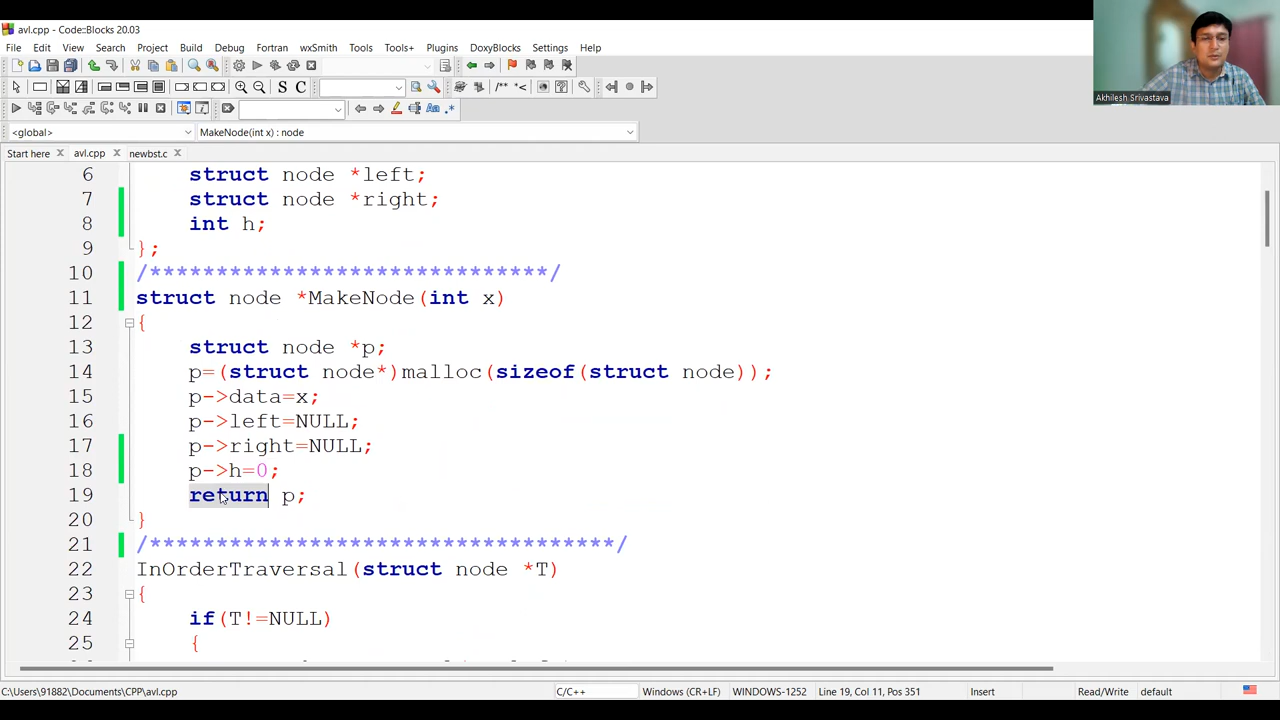 avl.cpp - Code::Blocks 20.03
File Edit View Search Project Build Debug Fortran wxSmith Tools Tools+ Plugins DoxyBlocks Settings Help
S C /** *<
Aa .*
<global> MakeNode(int x) : node
Start here avl.cpp newbst.c
Akhilesh Srivastava
6 struct node *left;
7 struct node *right;
8 int h;
9 };
10 /******************************/
11 struct node *MakeNode(int x)
12 {
13 struct node *p;
14 p=(struct node*)malloc(sizeof(struct node));
15 p->data=x;
16 p->left=NULL;
17 p->right=NULL;
18 p->h=0;
19 return p;
20 }
21 /***********************************/
22 InOrderTraversal(struct node *T)
23 {
24 if(T!=NULL)
25 {
C:\Users\91882\Documents\CPP\avl.cpp C/C++ Windows (CR+LF) WINDOWS-1252 Line 19, Col 11, Pos 351 Insert Read/Write default